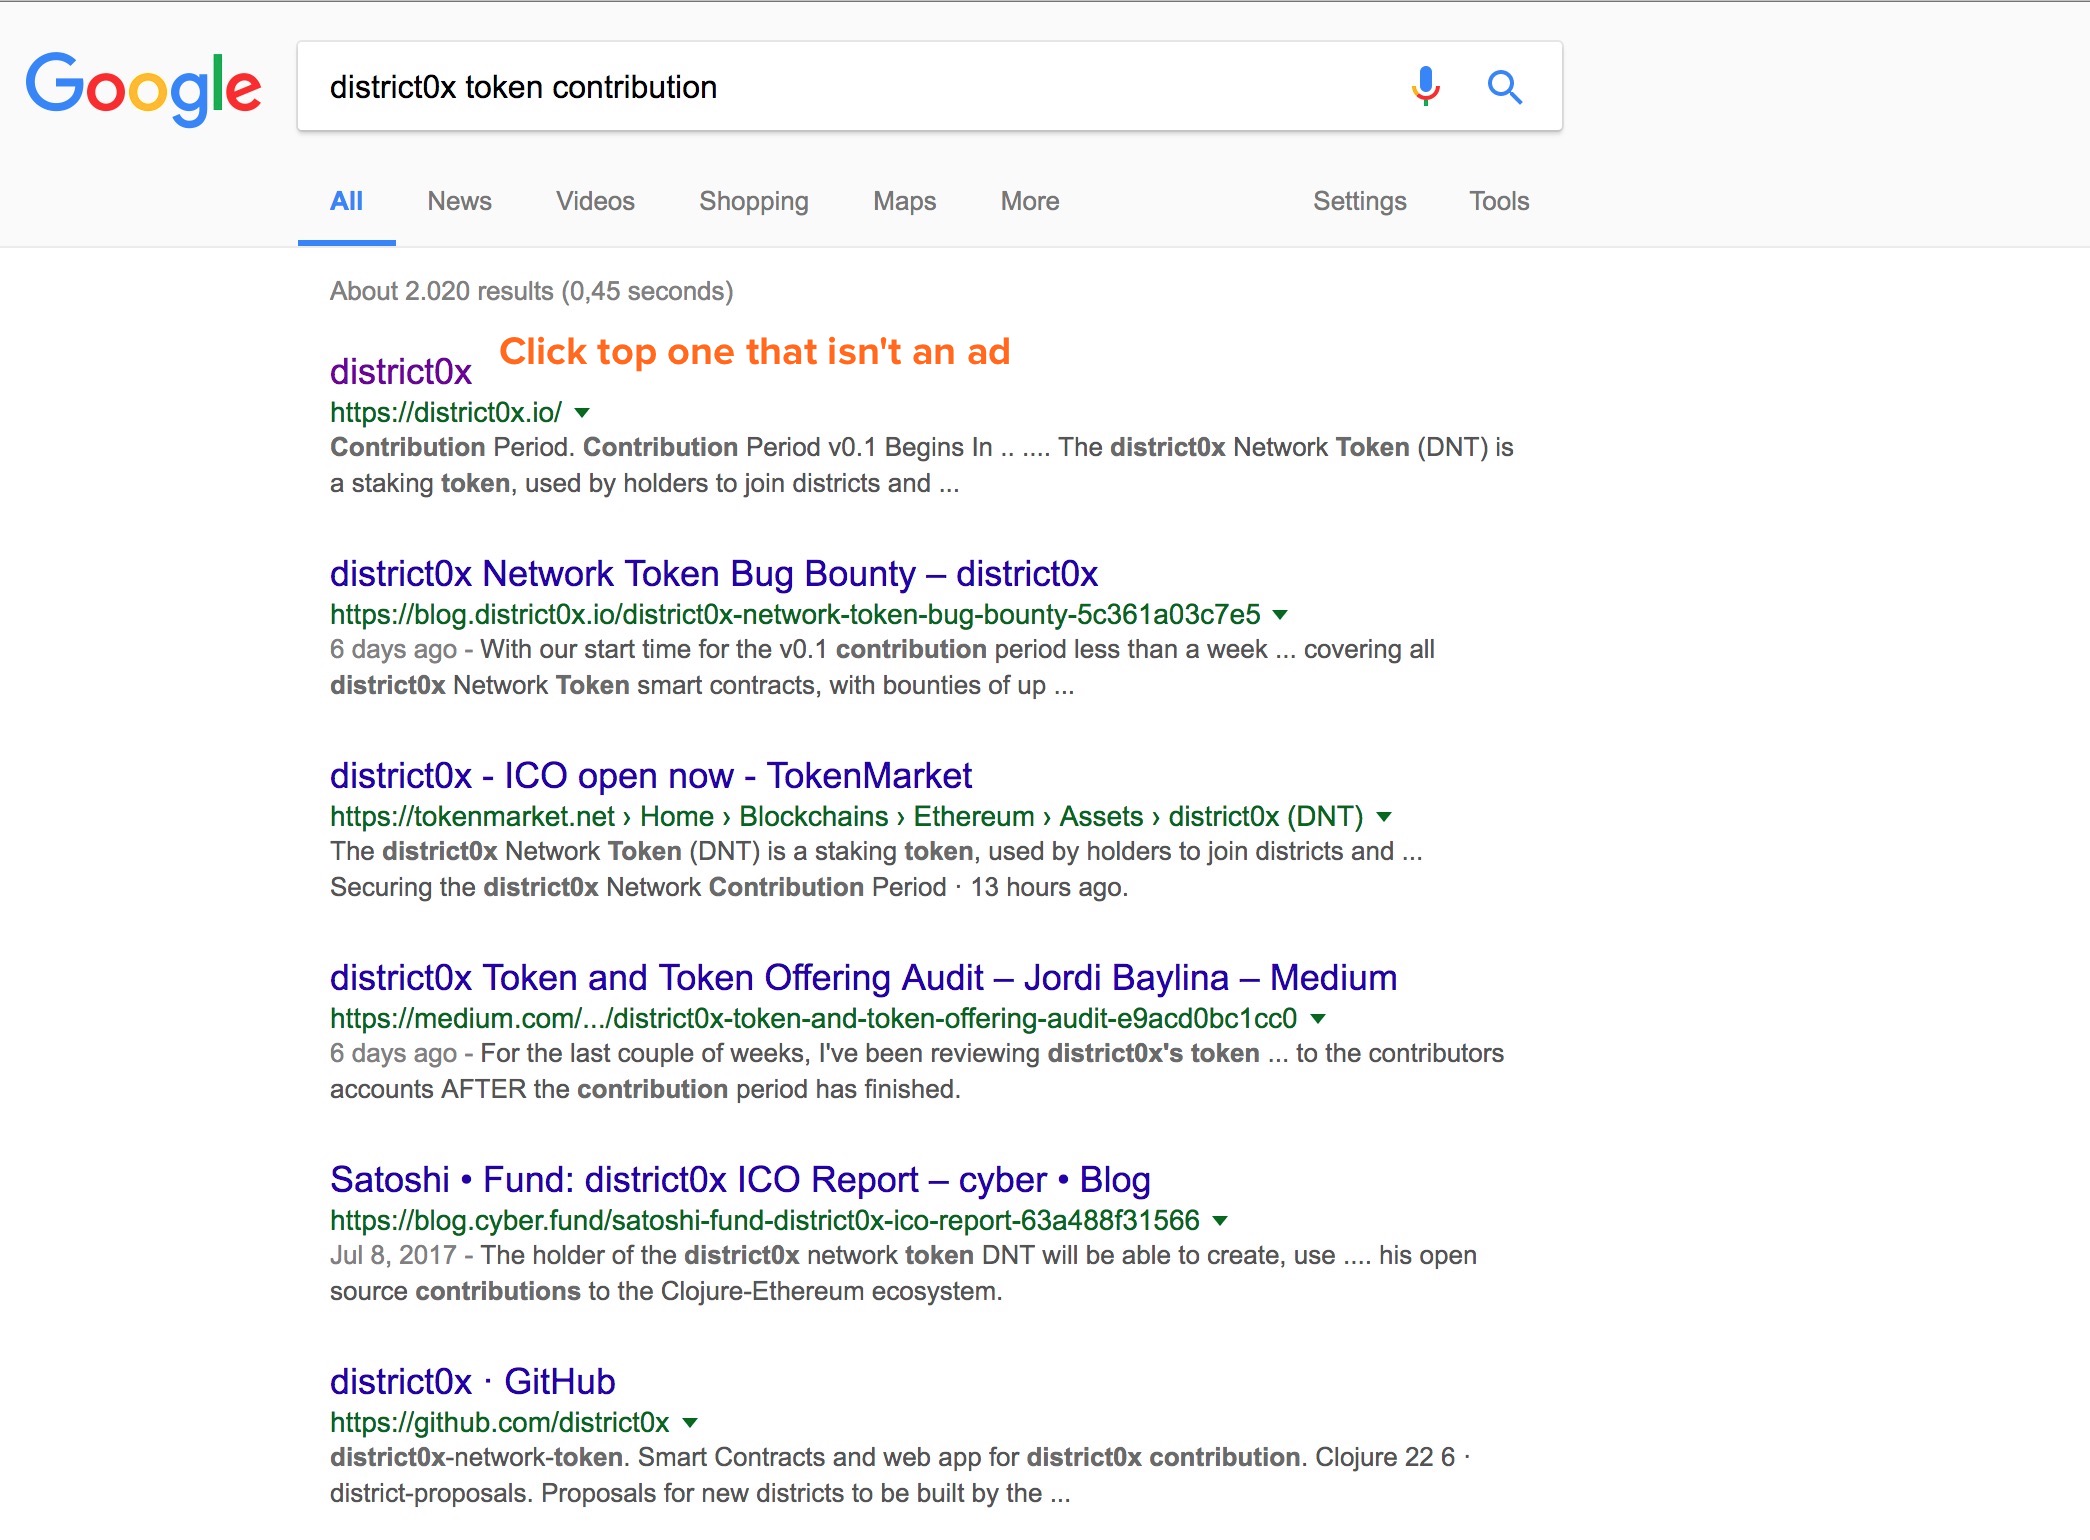 Google
district0x token contribution
All News Videos Shopping Maps More Settings Tools
About 2.020 results (0,45 seconds)
Click top one that isn't an ad
district0x
https://district0x.io/
Contribution Period. Contribution Period v0.1 Begins In .. .... The district0x Network Token (DNT) is
a staking token, used by holders to join districts and ...
district0x Network Token Bug Bounty – district0x
https://blog.district0x.io/district0x-network-token-bug-bounty-5c361a03c7e5
6 days ago - With our start time for the v0.1 contribution period less than a week ... covering all
district0x Network Token smart contracts, with bounties of up ...
district0x - ICO open now - TokenMarket
https://tokenmarket.net › Home › Blockchains › Ethereum › Assets › district0x (DNT)
The district0x Network Token (DNT) is a staking token, used by holders to join districts and ...
Securing the district0x Network Contribution Period · 13 hours ago.
district0x Token and Token Offering Audit – Jordi Baylina – Medium
https://medium.com/.../district0x-token-and-token-offering-audit-e9acd0bc1cc0
6 days ago - For the last couple of weeks, I've been reviewing district0x's token ... to the contributors
accounts AFTER the contribution period has finished.
Satoshi • Fund: district0x ICO Report – cyber • Blog
https://blog.cyber.fund/satoshi-fund-district0x-ico-report-63a488f31566
Jul 8, 2017 - The holder of the district0x network token DNT will be able to create, use .... his open
source contributions to the Clojure-Ethereum ecosystem.
district0x · GitHub
https://github.com/district0x
district0x-network-token. Smart Contracts and web app for district0x contribution. Clojure 22 6 ·
district-proposals. Proposals for new districts to be built by the ...